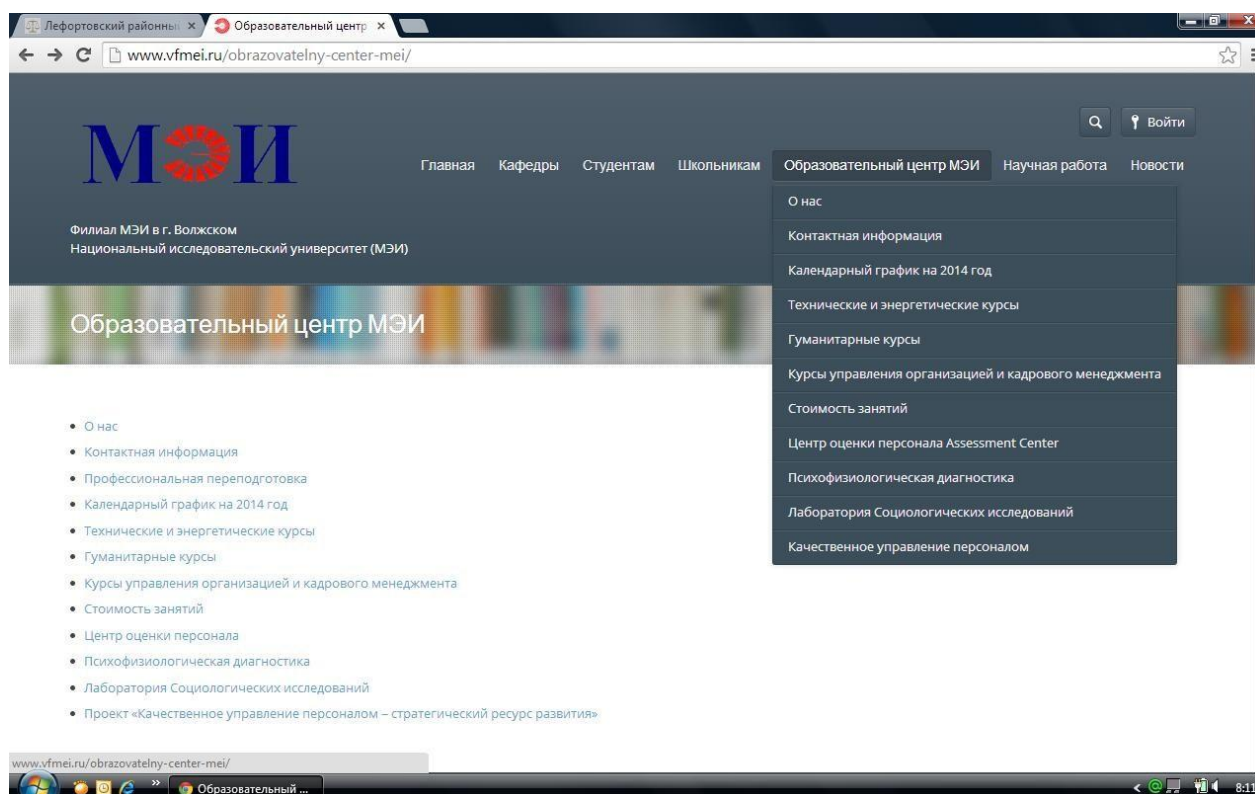 Лефортовский районны
Образовательный центр
www.vfmei.ru/obrazovatelny-center-mei/
Войти
МЭИ
Главная Кафедры Студентам Школьникам Образовательный центр МЭИ Научная работа Новости
Филиал МЭИ в г. Волжском
Национальный исследовательский университет (МЭИ)
О нас
Контактная информация
Календарный график на 2014 год
Технические и энергетические курсы
Гуманитарные курсы
Курсы управления организацией и кадрового менеджмента
Стоимость занятий
Центр оценки персонала Assessment Center
Психофизиологическая диагностика
Лаборатория Социологических исследований
Качественное управление персоналом
Образовательный центр МЭИ
• О нас
• Контактная информация
• Профессиональная переподготовка
• Календарный график на 2014 год
• Технические и энергетические курсы
• Гуманитарные курсы
• Курсы управления организацией и кадрового менеджмента
• Стоимость занятий
• Центр оценки персонала
• Психофизиологическая диагностика
• Лаборатория Социологических исследований
• Проект «Качественное управление персоналом – стратегический ресурс развития»
www.vfmei.ru/obrazovatelny-center-mei/
Образовательный ...
8:11